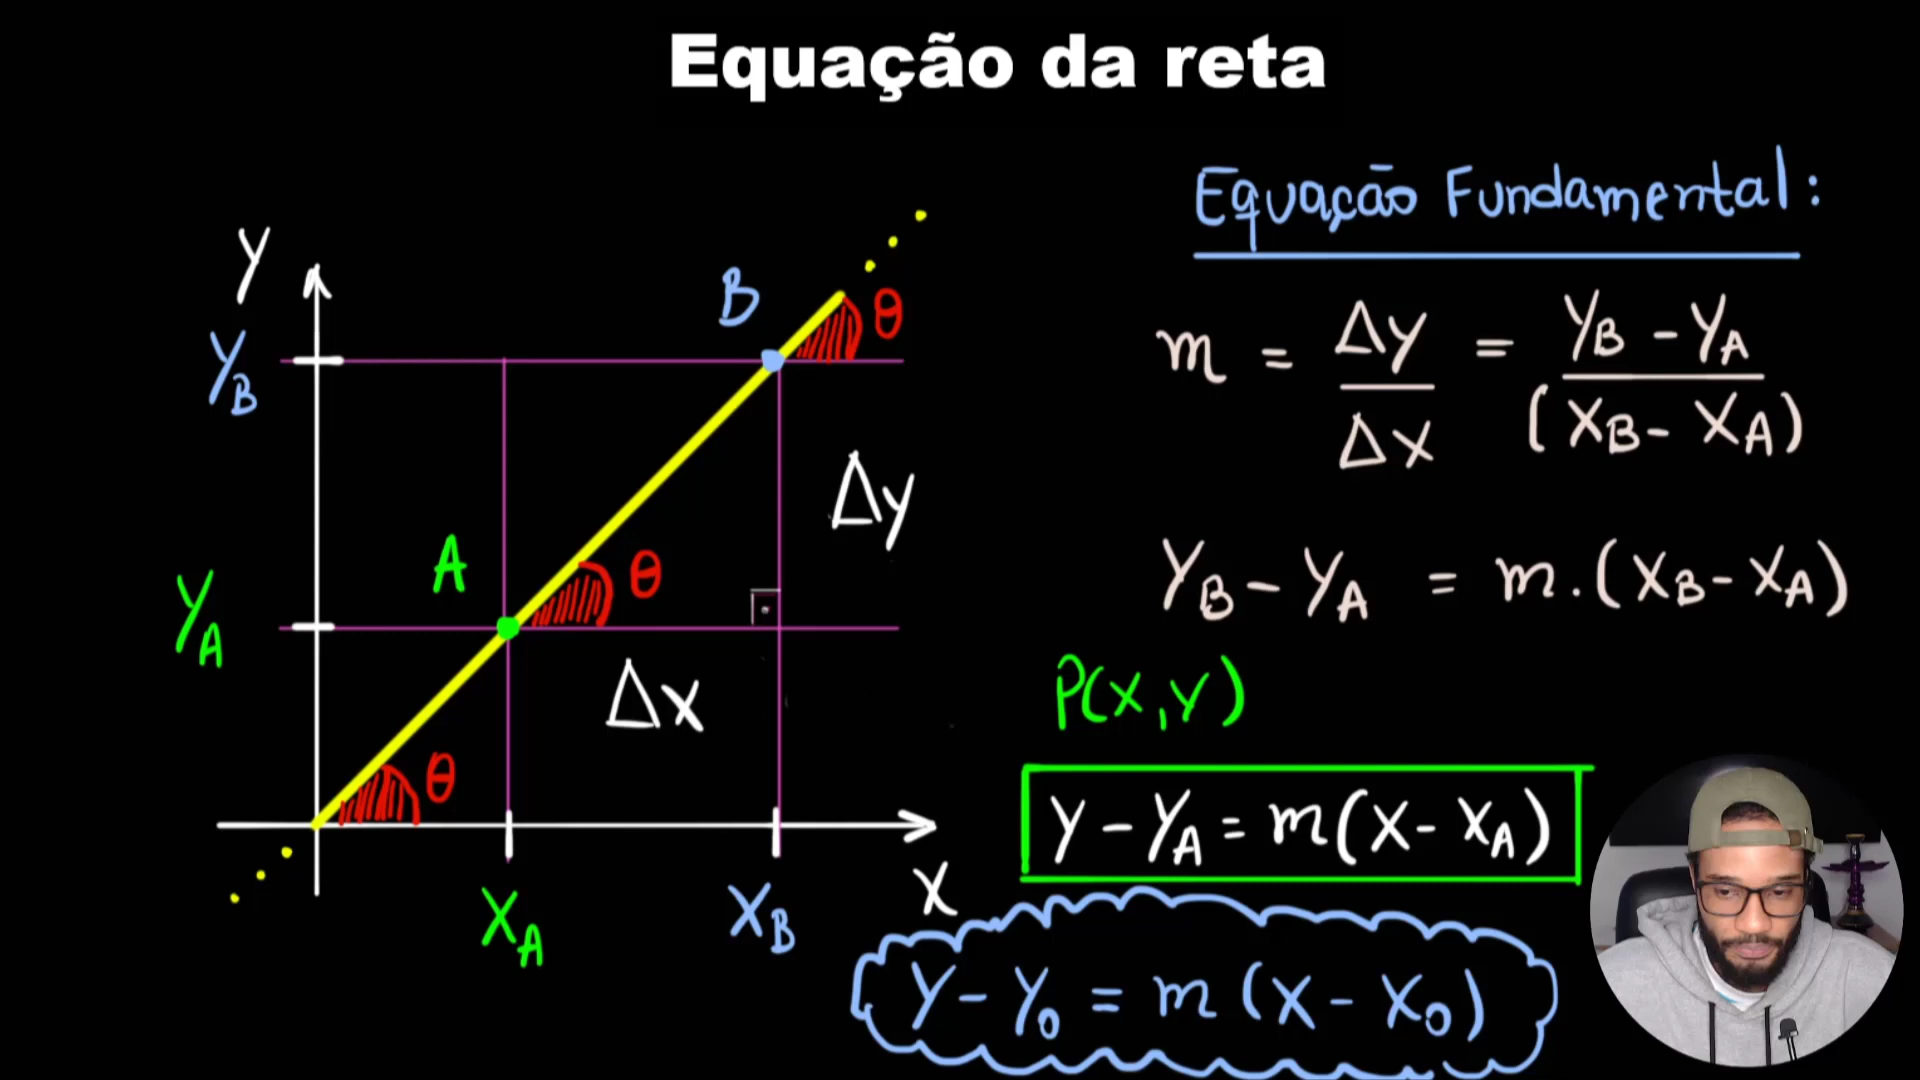 Equação da reta
Equação Fundamental:
m = Δy/Δx = YB - YA/(XB - XA)
YB - YA = m.(XB - XA)
P(X,Y)
Y - YA = m(X - XA)
Y - Y0 = m(X - X0)
Y
YB
B
θ
Δy
A
θ
YA
Δx
θ
X
XA
XB